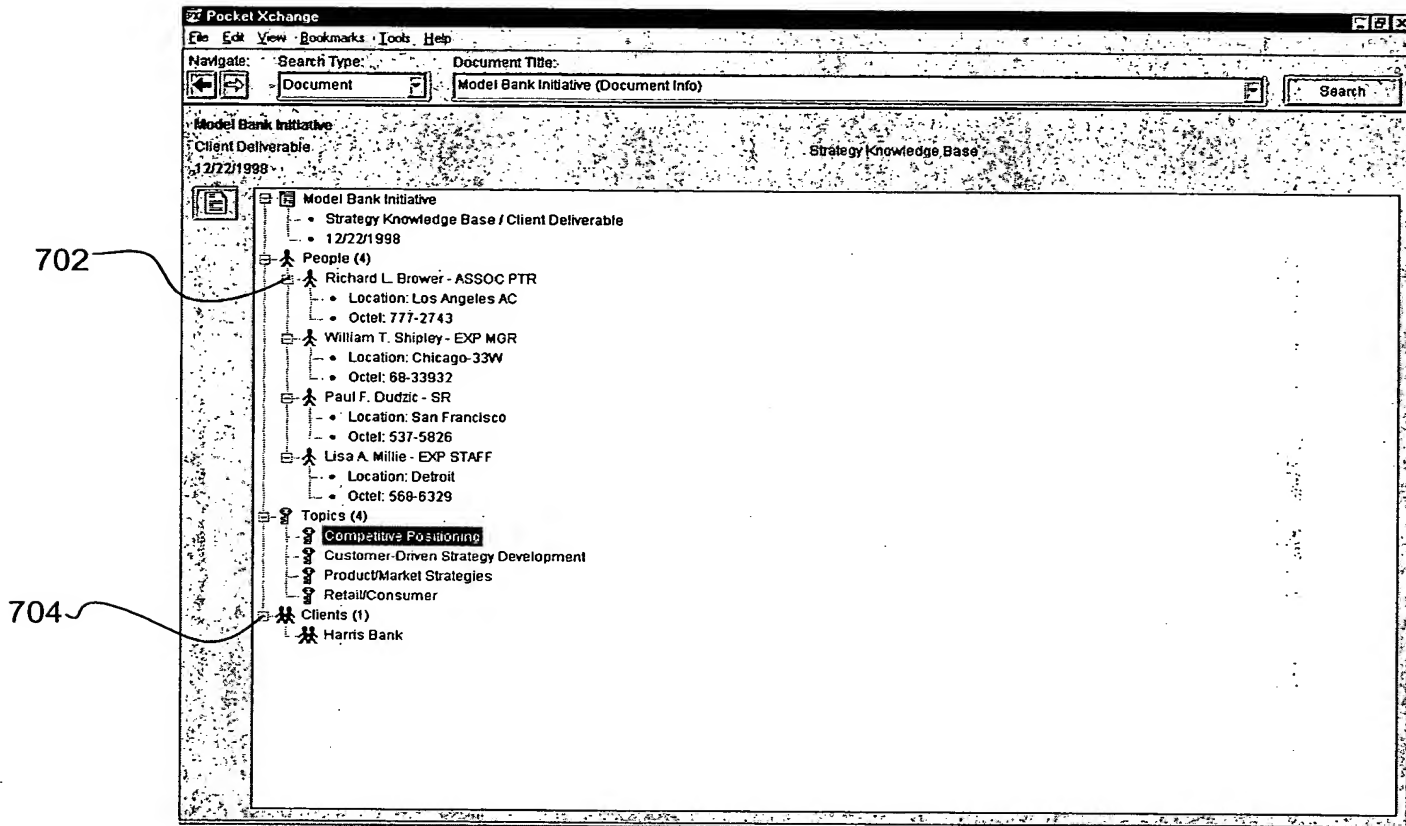 Pocket Xchange
File Edit View Bookmarks Tools Help
Navigate: Search Type: Document Title:
Document Model Bank Initiative (Document Info) Search
Model Bank Initiative
Client Deliverable Strategy Knowledge Base
12/22/1998
Model Bank Initiative
Strategy Knowledge Base / Client Deliverable
12/22/1998
702
People (4)
Richard L. Brower - ASSOC PTR
Location: Los Angeles AC
Octel: 777-2743
William T. Shipley - EXP MGR
Location: Chicago-33W
Octel: 68-33932
Paul F. Dudzic - SR
Location: San Francisco
Octel: 537-5826
Lisa A. Millie - EXP STAFF
Location: Detroit
Octel: 568-6329
Topics (4)
Competitive Positioning
Customer-Driven Strategy Development
Product/Market Strategies
Retail/Consumer
704
Clients (1)
Harris Bank